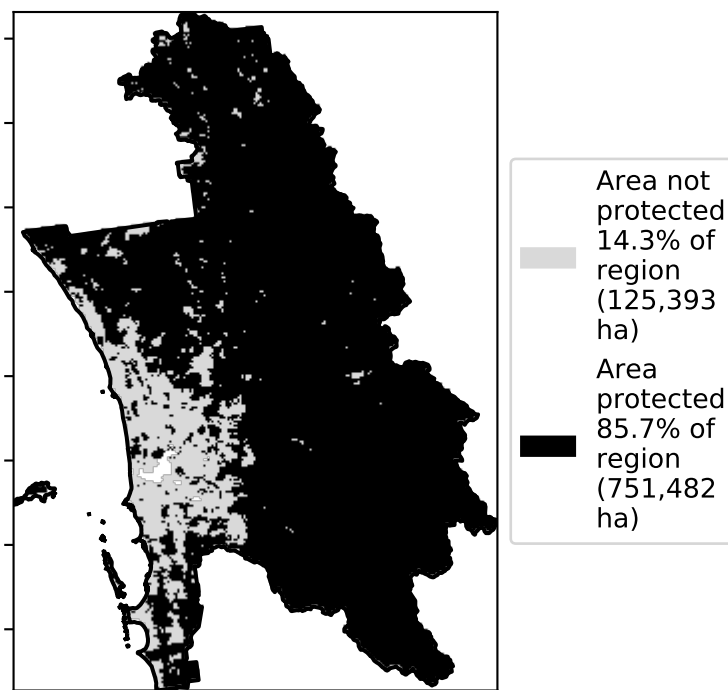 Area not
protected
14.3% of
region
(125,393
ha)
Area
protected
85.7% of
region
(751,482
ha)